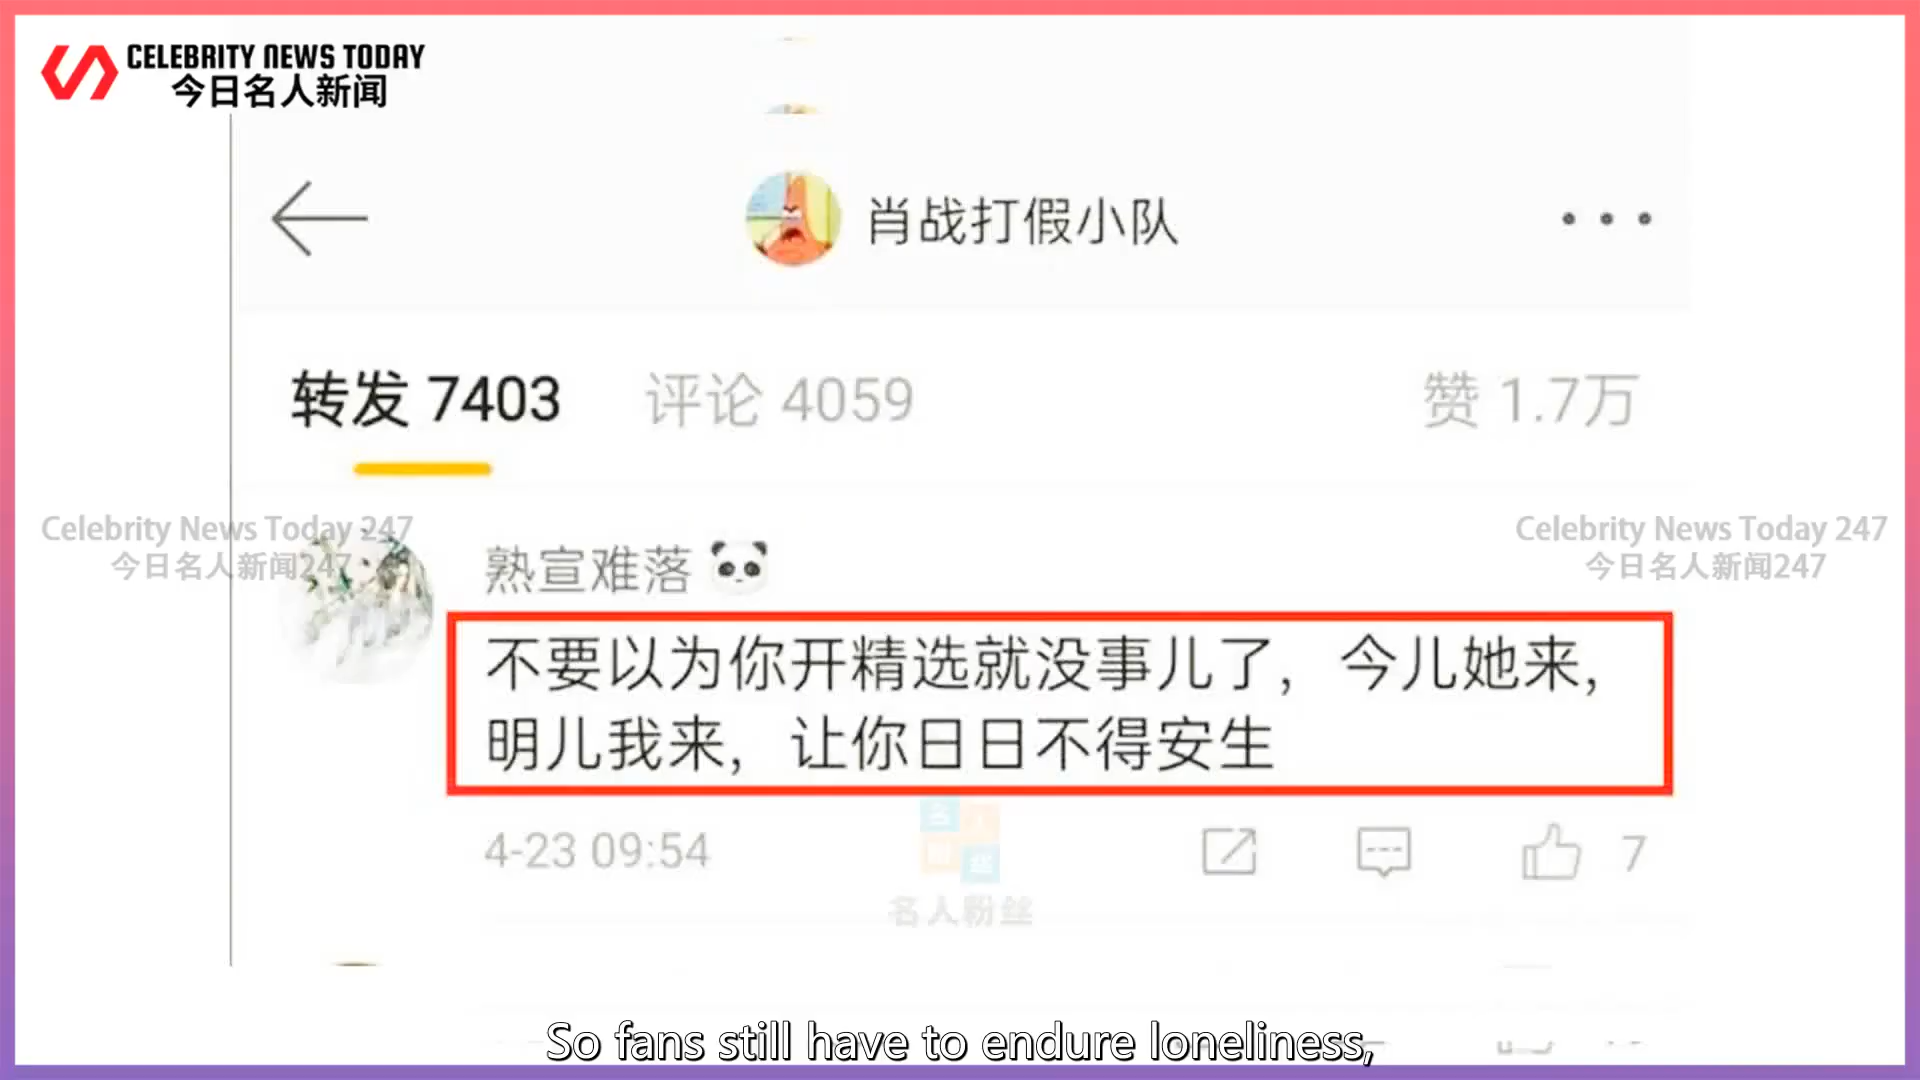 CELEBRITY NEWS TODAY
今日名人新闻
肖战打假小队
转发 7403 评论 4059 赞 1.7万
Celebrity News Today 247
今日名人新闻247
Celebrity News Today 247
今日名人新闻247
熟宣难落
不要以为你开精选就没事儿了，今儿她来，
明儿我来，让你日日不得安生
4-23 09:54
7
名人粉丝
名人粉丝
So fans still have to endure loneliness,